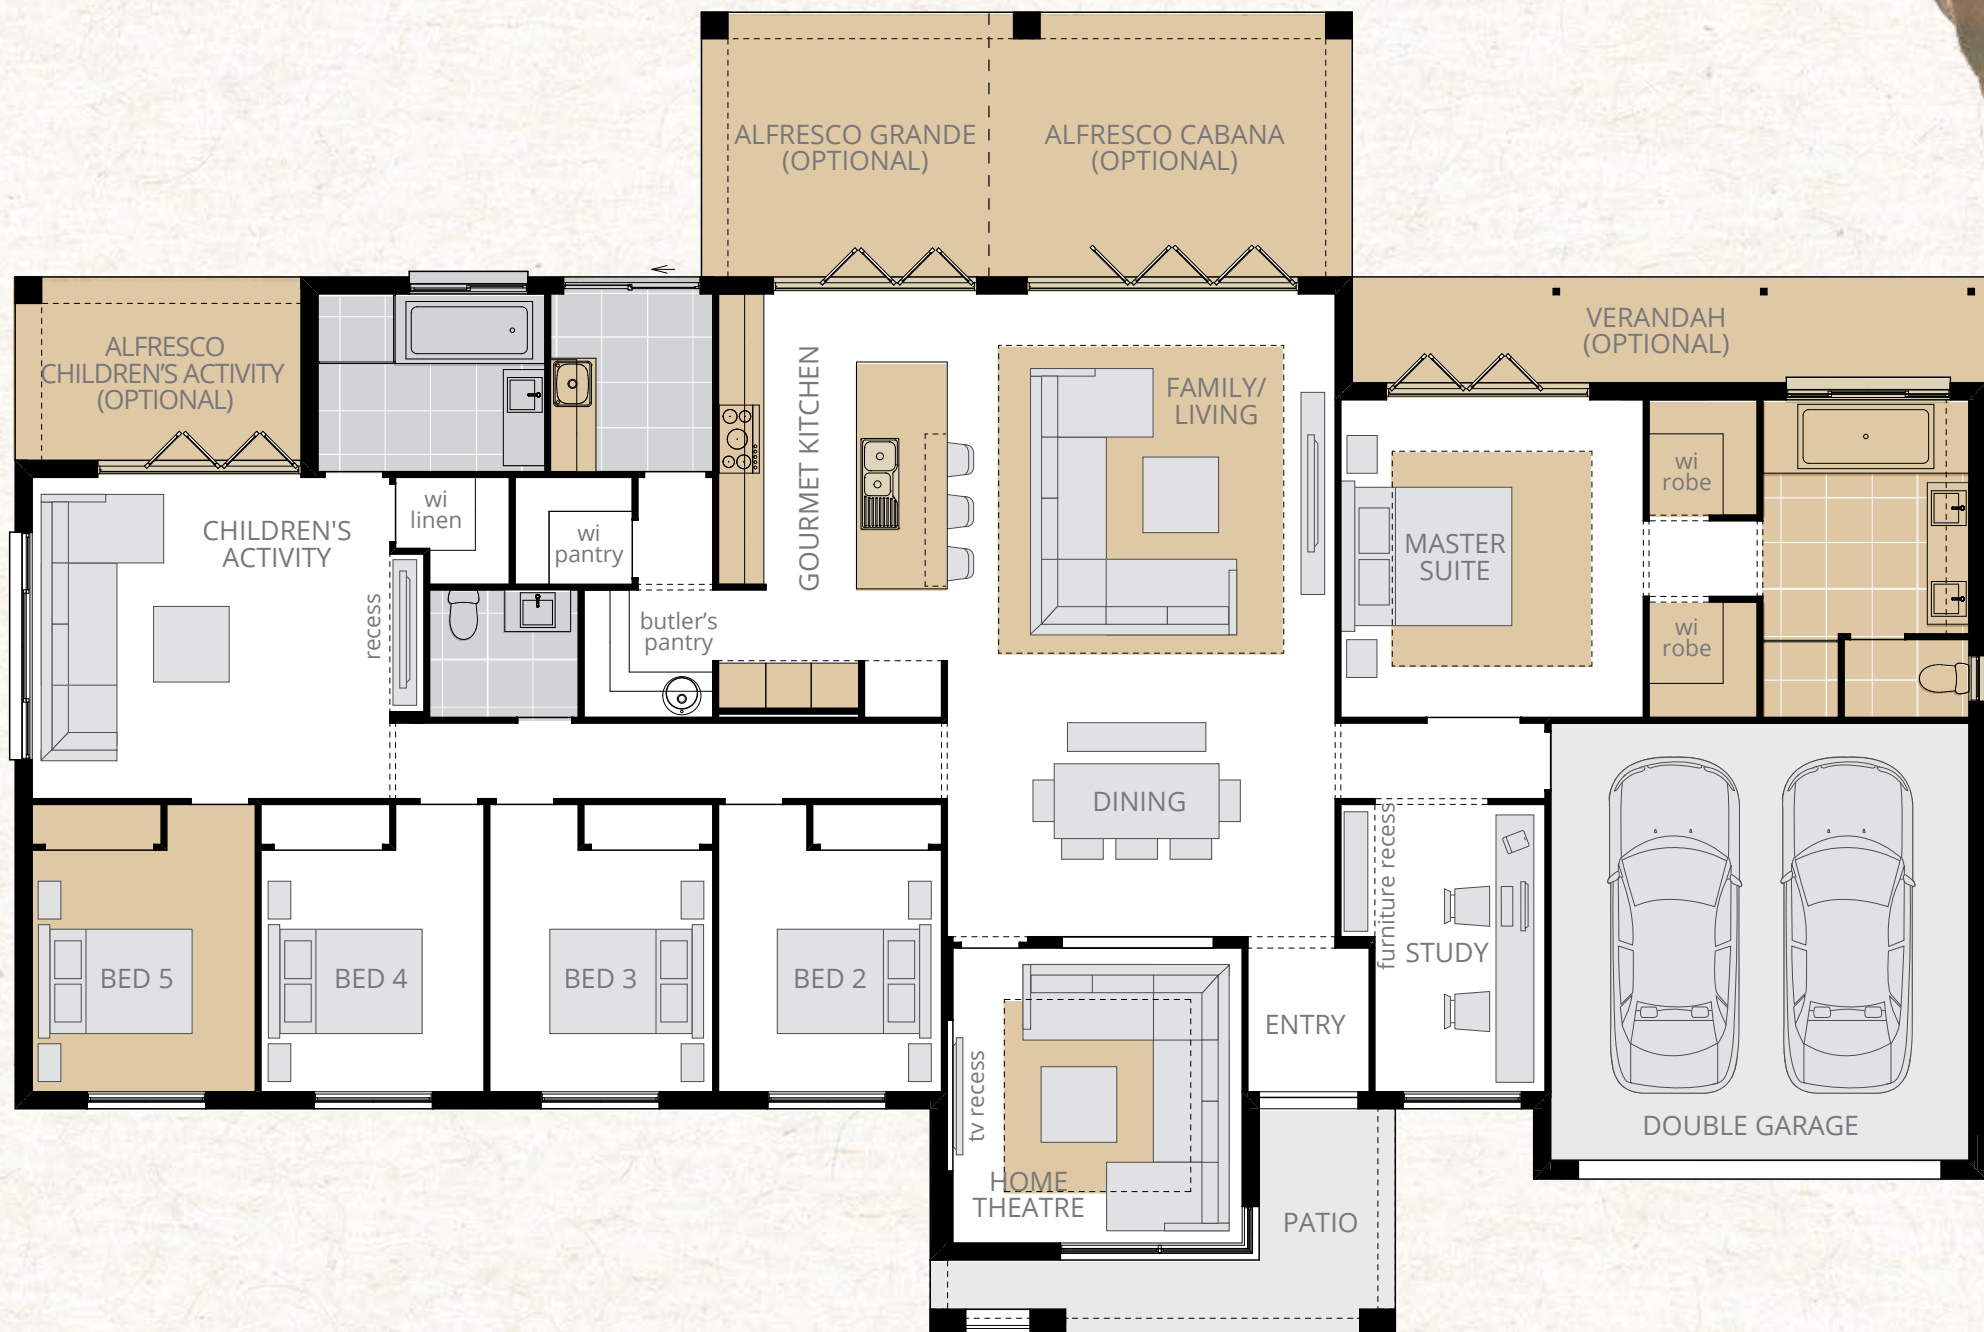 ALFRESCO GRANDE
(OPTIONAL)
ALFRESCO CABANA
(OPTIONAL)
ALFRESCO
CHILDREN'S ACTIVITY
(OPTIONAL)
VERANDAH
(OPTIONAL)
GOURMET KITCHEN
FAMILY/
LIVING
CHILDREN'S
ACTIVITY
wi
linen
wi
pantry
recess
butler's
pantry
MASTER
SUITE
wi
robe
wi
robe
DINING
furniture recess
STUDY
BED 5
BED 4
BED 3
BED 2
ENTRY
tv recess
HOME
THEATRE
PATIO
DOUBLE GARAGE